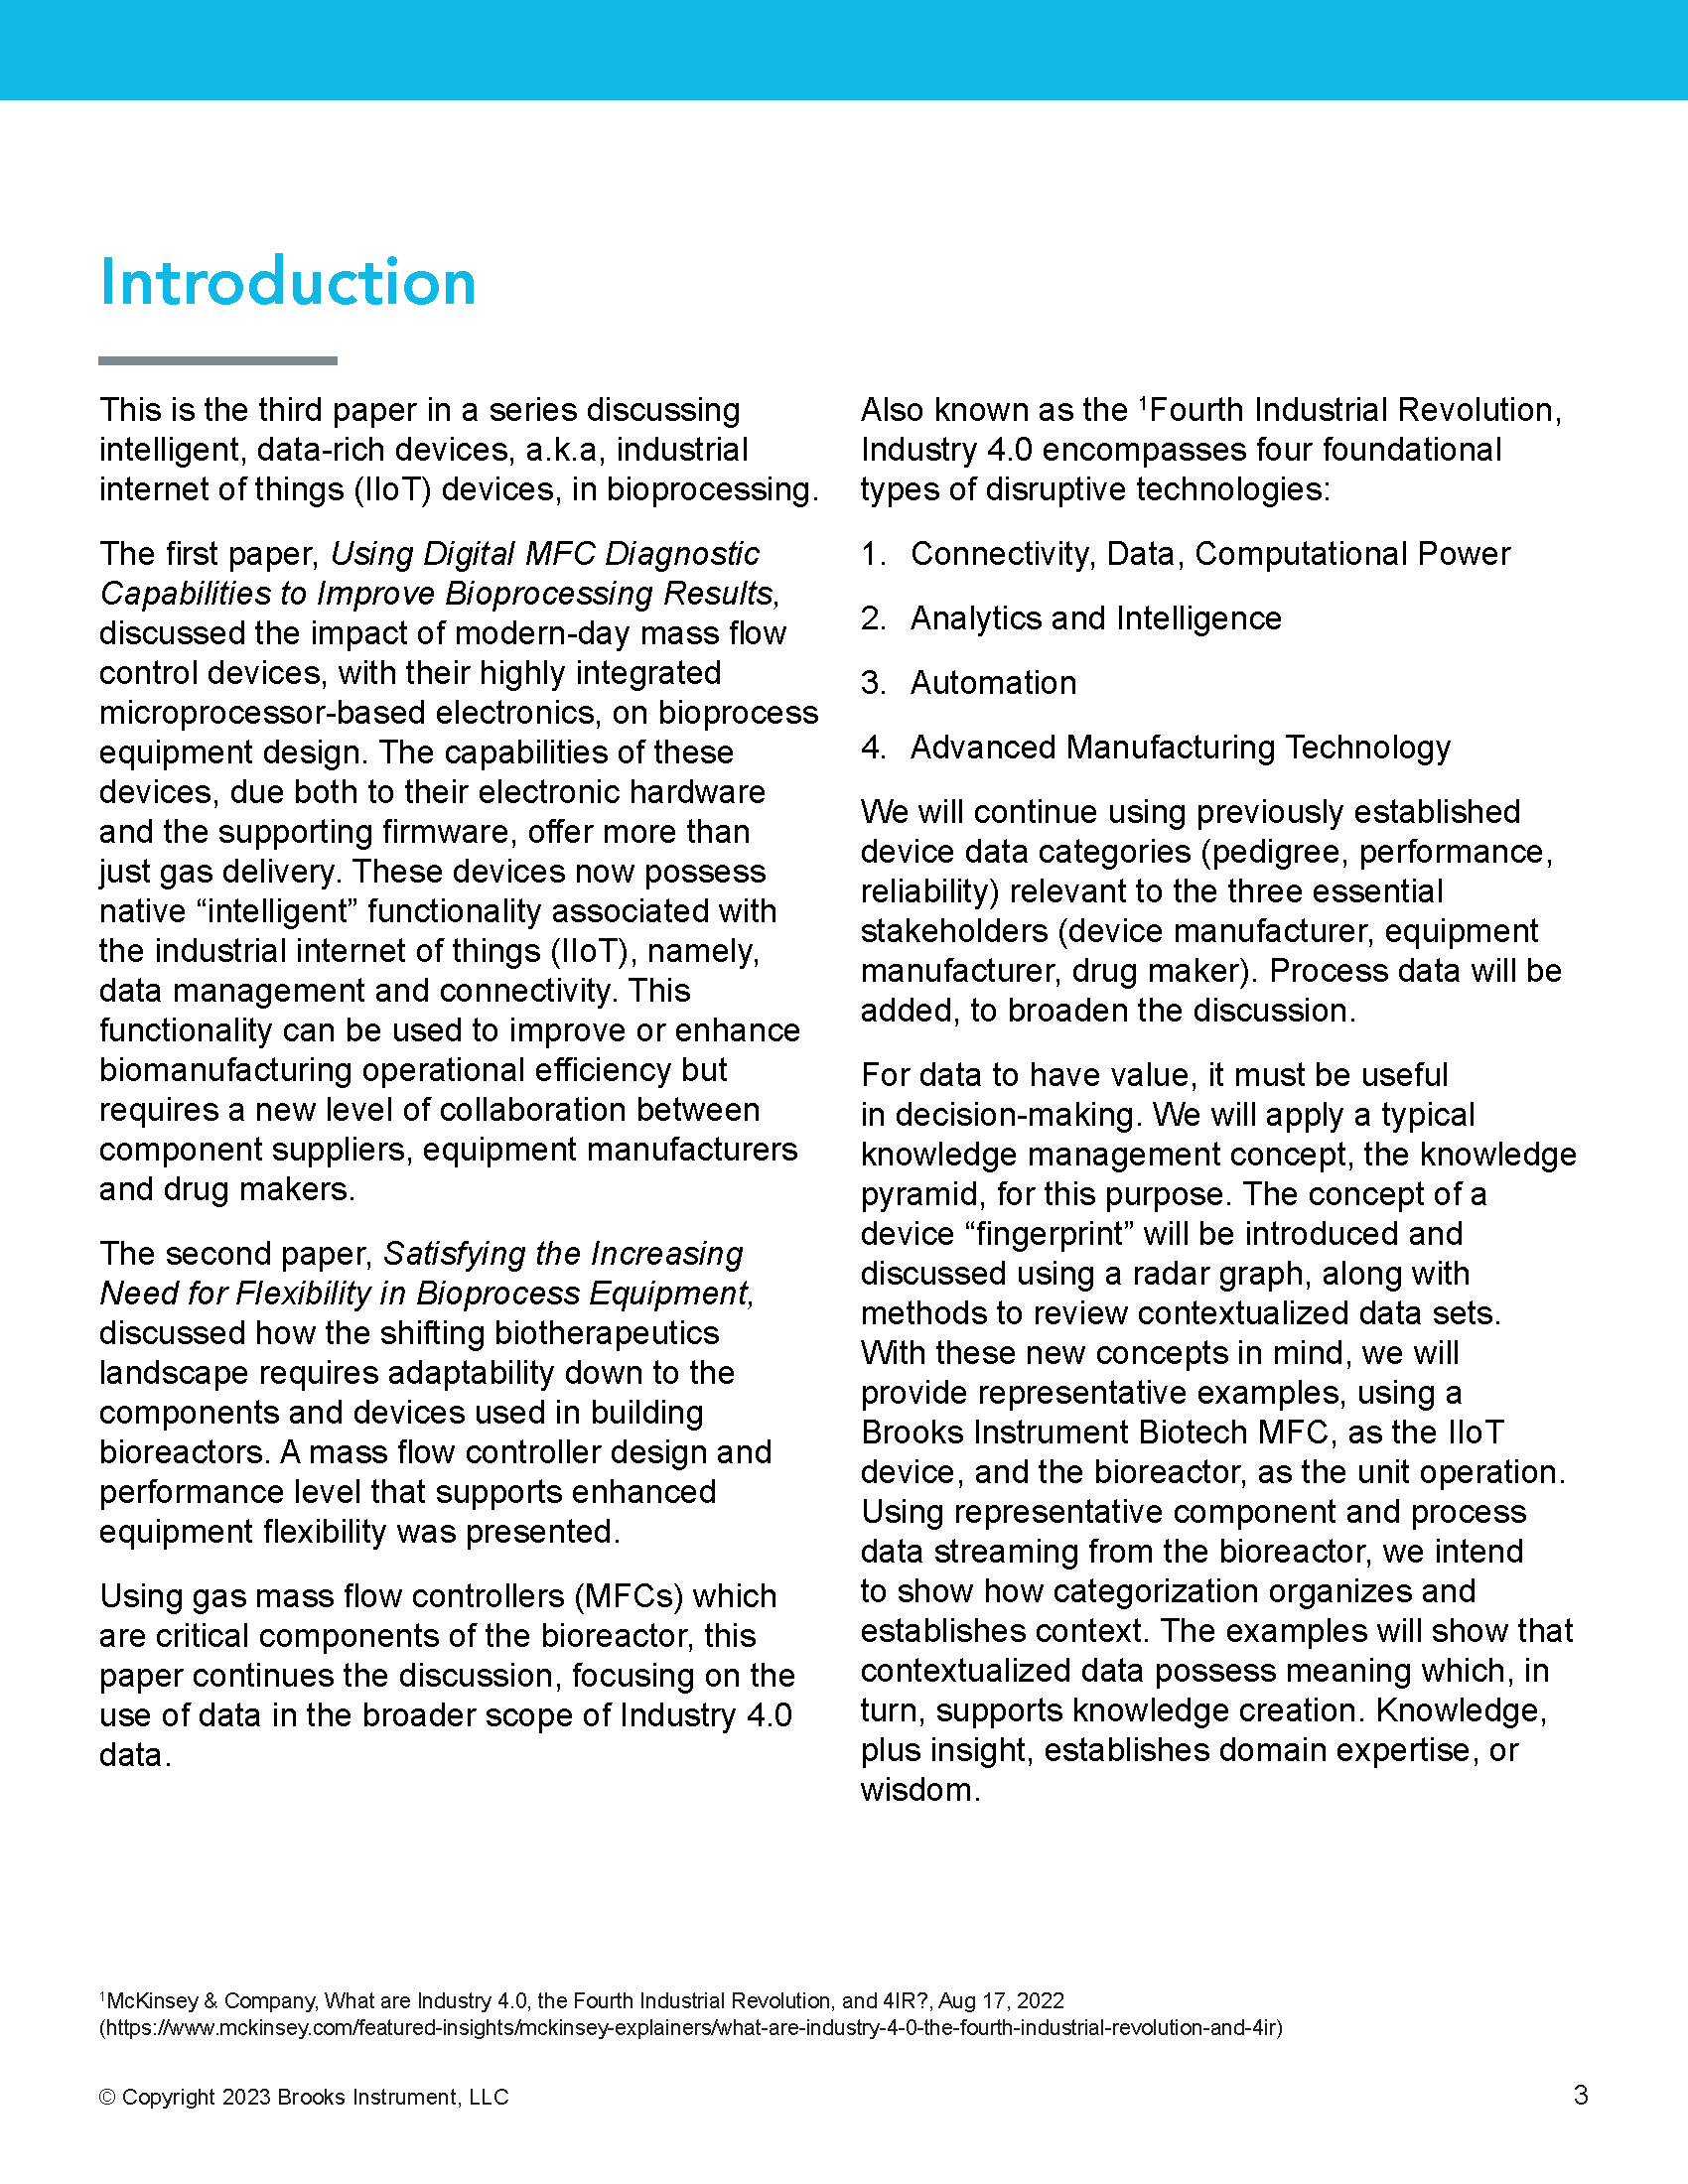 Introduction
This is the third paper in a series discussing
intelligent, data-rich devices, a.k.a, industrial
internet of things (IIoT) devices, in bioprocessing.
The first paper, Using Digital MFC Diagnostic
Capabilities to Improve Bioprocessing Results,
discussed the impact of modern-day mass flow
control devices, with their highly integrated
microprocessor-based electronics, on bioprocess
equipment design. The capabilities of these
devices, due both to their electronic hardware
and the supporting firmware, offer more than
just gas delivery. These devices now possess
native “intelligent” functionality associated with
the industrial internet of things (IIoT), namely,
data management and connectivity. This
functionality can be used to improve or enhance
biomanufacturing operational efficiency but
requires a new level of collaboration between
component suppliers, equipment manufacturers
and drug makers.
The second paper, Satisfying the Increasing
Need for Flexibility in Bioprocess Equipment,
discussed how the shifting biotherapeutics
landscape requires adaptability down to the
components and devices used in building
bioreactors. A mass flow controller design and
performance level that supports enhanced
equipment flexibility was presented.
Using gas mass flow controllers (MFCs) which
are critical components of the bioreactor, this
paper continues the discussion, focusing on the
use of data in the broader scope of Industry 4.0
data.
Also known as the ¹Fourth Industrial Revolution,
Industry 4.0 encompasses four foundational
types of disruptive technologies:
1. Connectivity, Data, Computational Power
2. Analytics and Intelligence
3. Automation
4. Advanced Manufacturing Technology
We will continue using previously established
device data categories (pedigree, performance,
reliability) relevant to the three essential
stakeholders (device manufacturer, equipment
manufacturer, drug maker). Process data will be
added, to broaden the discussion.
For data to have value, it must be useful
in decision-making. We will apply a typical
knowledge management concept, the knowledge
pyramid, for this purpose. The concept of a
device “fingerprint” will be introduced and
discussed using a radar graph, along with
methods to review contextualized data sets.
With these new concepts in mind, we will
provide representative examples, using a
Brooks Instrument Biotech MFC, as the IIoT
device, and the bioreactor, as the unit operation.
Using representative component and process
data streaming from the bioreactor, we intend
to show how categorization organizes and
establishes context. The examples will show that
contextualized data possess meaning which, in
turn, supports knowledge creation. Knowledge,
plus insight, establishes domain expertise, or
wisdom.
¹McKinsey & Company, What are Industry 4.0, the Fourth Industrial Revolution, and 4IR?, Aug 17, 2022
(https://www.mckinsey.com/featured-insights/mckinsey-explainers/what-are-industry-4-0-the-fourth-industrial-revolution-and-4ir)
© Copyright 2023 Brooks Instrument, LLC
3